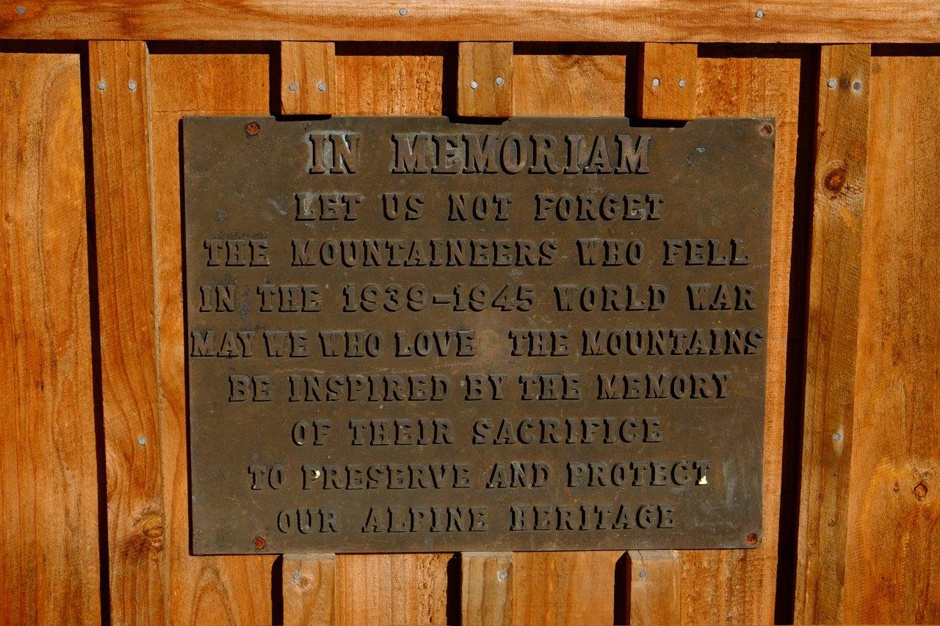 IN MEMORIAM
LET US NOT FORGET
THE MOUNTAINEERS WHO FELL
IN THE 1939-1945 WORLD WAR
MAY WE WHO LOVE THE MOUNTAINS
BE INSPIRED BY THE MEMORY
OF THEIR SACRIFICE
TO PRESERVE AND PROTECT
OUR ALPINE HERITAGE